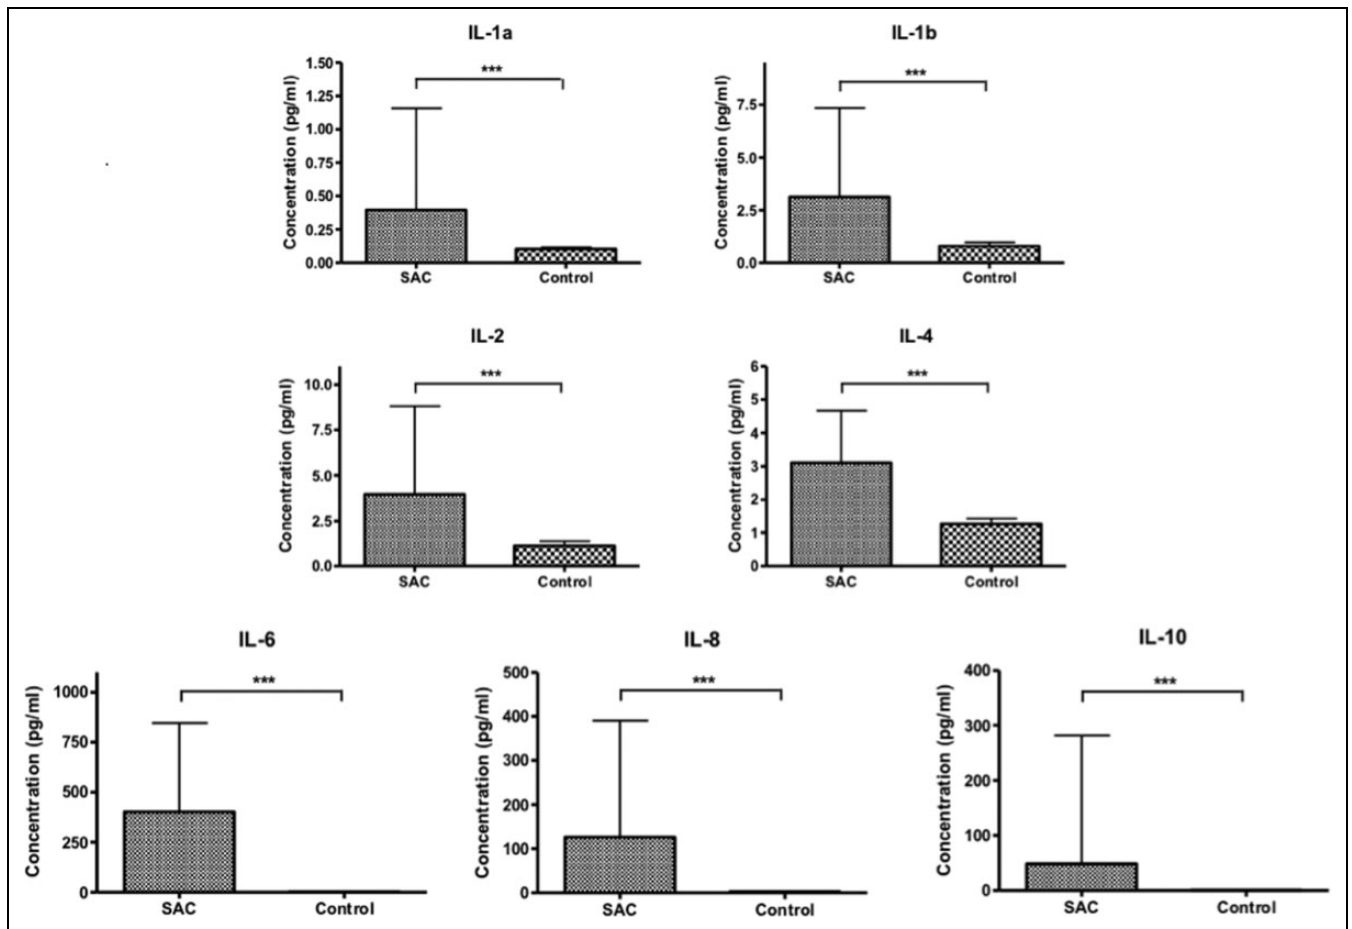 IL-1a
IL-1b
Concentration (pg/ml)
1.50
1.25
1.00
0.75
0.50
0.25
0.00
***
SAC
Control
Concentration (pg/ml)
7.5
5.0
2.5
0.0
***
SAC
Control
IL-2
IL-4
Concentration (pg/ml)
10.0
7.5
5.0
2.5
0.0
***
SAC
Control
Concentration (pg/ml)
6
5
4
3
2
1
0
***
SAC
Control
IL-6
IL-8
IL-10
Concentration (pg/ml)
1000
750
500
250
0
***
SAC
Control
Concentration (pg/ml)
500
400
300
200
100
0
***
SAC
Control
Concentration (pg/ml)
400
300
200
100
0
***
SAC
Control